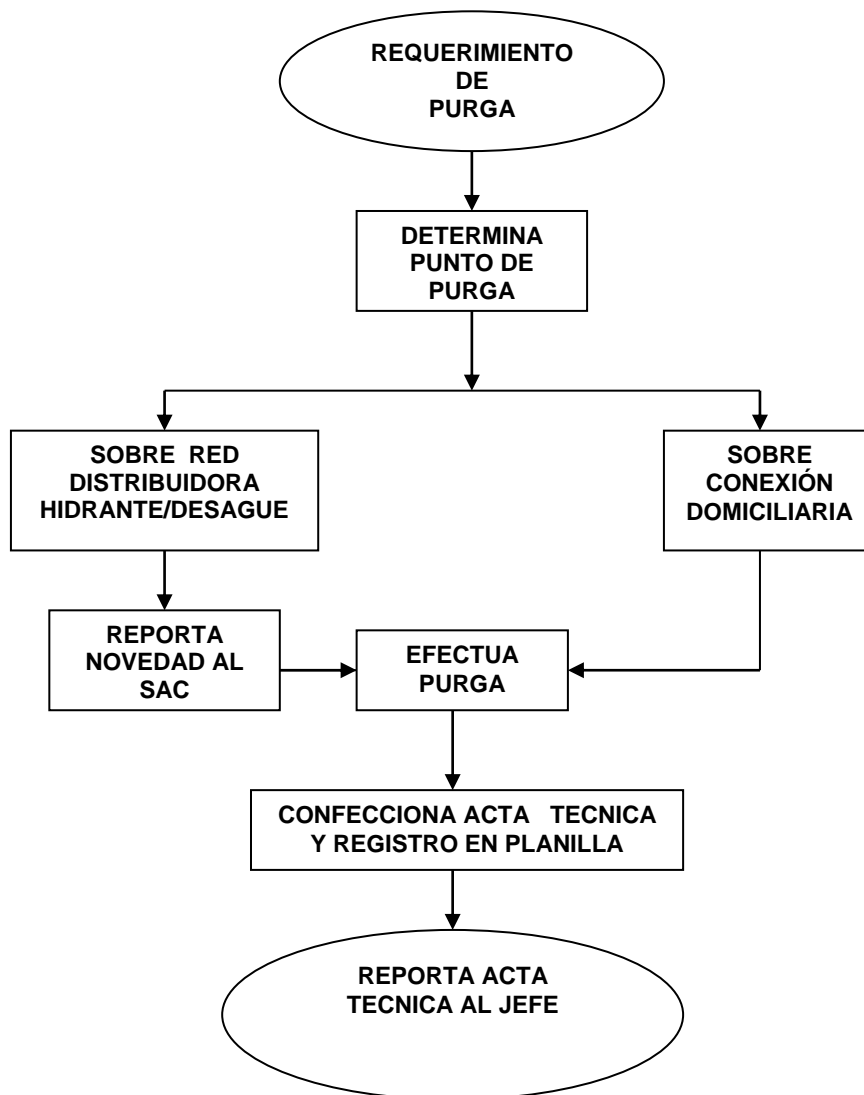 REQUERIMIENTO
DE
PURGA
DETERMINA
PUNTO DE
PURGA
SOBRE RED
DISTRIBUIDORA
HIDRANTE/DESAGUE
SOBRE
CONEXIÓN
DOMICILIARIA
REPORTA
NOVEDAD AL
SAC
EFECTUA
PURGA
CONFECCIONA ACTA TECNICA
Y REGISTRO EN PLANILLA
REPORTA ACTA
TECNICA AL JEFE